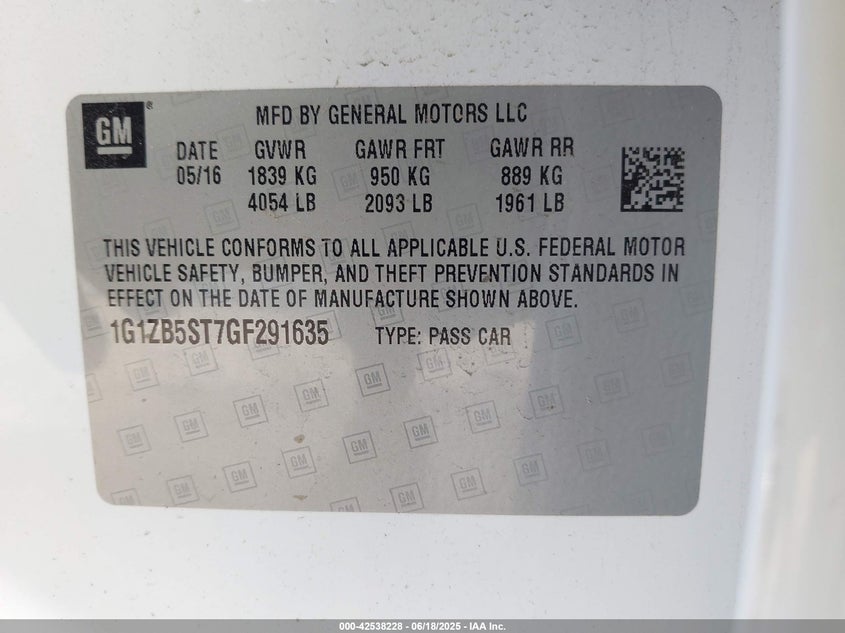 GM
MFD BY GENERAL MOTORS LLC
DATE GVWR GAWR FRT GAWR RR
05/16 1839 KG 950 KG 889 KG
4054 LB 2093 LB 1961 LB
THIS VEHICLE CONFORMS TO ALL APPLICABLE U.S. FEDERAL MOTOR
VEHICLE SAFETY, BUMPER, AND THEFT PREVENTION STANDARDS IN
EFFECT ON THE DATE OF MANUFACTURE SHOWN ABOVE.
1G1ZB5ST7GF291635 TYPE: PASS CAR
000-42538228 - 06/18/2025 - IAA Inc.